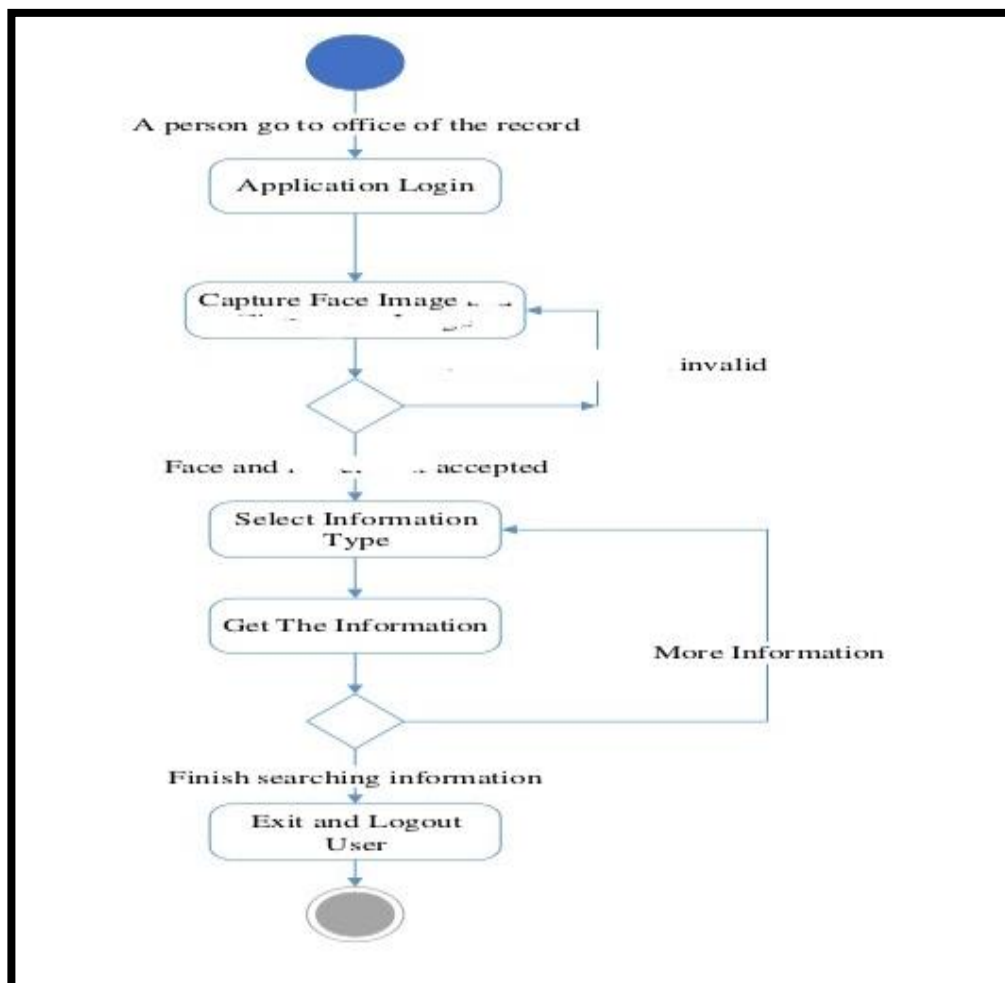 A person go to office of the record
Application Login
Capture Face Image
invalid
Face and accepted
Select Information
Type
Get The Information
More Information
Finish searching information
Exit and Logout
User